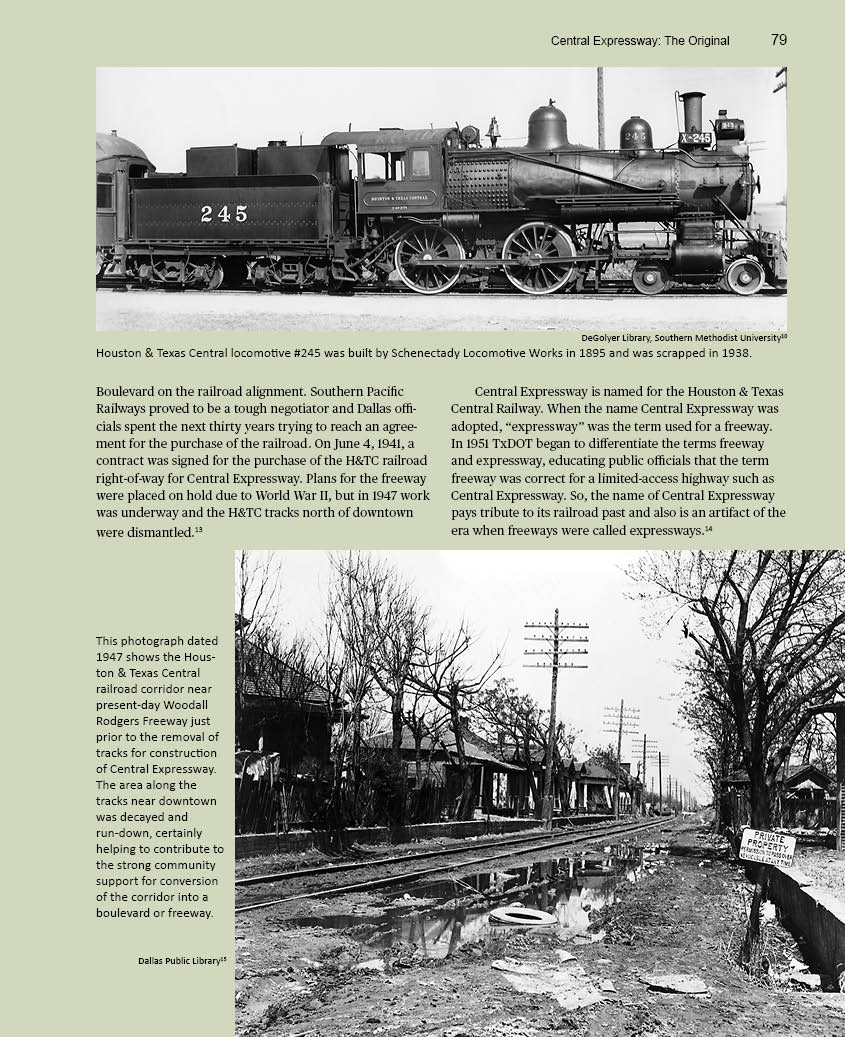 Central Expressway: The Original 79
X-245
245
245
HOUSTON & TEXAS CENTRAL
DeGolyer Library, Southern Methodist University¹⁶
Houston & Texas Central locomotive #245 was built by Schenectady Locomotive Works in 1895 and was scrapped in 1938.
Boulevard on the railroad alignment. Southern Pacific
Railways proved to be a tough negotiator and Dallas offi-
cials spent the next thirty years trying to reach an agree-
ment for the purchase of the railroad. On June 4, 1941, a
contract was signed for the purchase of the H&TC railroad
right-of-way for Central Expressway. Plans for the freeway
were placed on hold due to World War II, but in 1947 work
was underway and the H&TC tracks north of downtown
were dismantled.¹³
Central Expressway is named for the Houston & Texas
Central Railway. When the name Central Expressway was
adopted, “expressway” was the term used for a freeway.
In 1951 TxDOT began to differentiate the terms freeway
and expressway, educating public officials that the term
freeway was correct for a limited-access highway such as
Central Expressway. So, the name of Central Expressway
pays tribute to its railroad past and also is an artifact of the
era when freeways were called expressways.¹⁴
This photograph dated
1947 shows the Hous-
ton & Texas Central
railroad corridor near
present-day Woodall
Rodgers Freeway just
prior to the removal of
tracks for construction
of Central Expressway.
The area along the
tracks near downtown
was decayed and
run-down, certainly
helping to contribute to
the strong community
support for conversion
of the corridor into a
boulevard or freeway.
Dallas Public Library¹⁵
PRIVATE
PROPERTY
PERMISSION TO PASS OVER
REVOCABLE AT ANY TIME